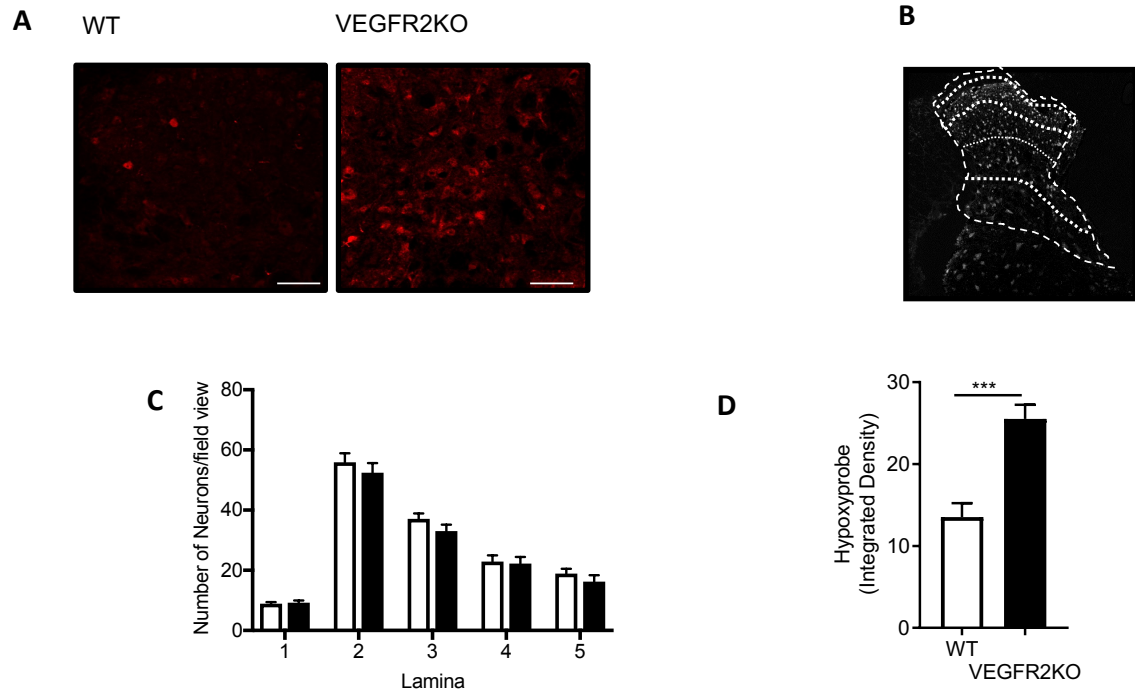 A
WT
VEGFR2KO
B
C
Number of Neurons/field view
80
60
40
20
0
1 2 3 4 5
Lamina
D
Hypoxyprobe
(Integrated Density)
30
20
10
0
***
WT
VEGFR2KO